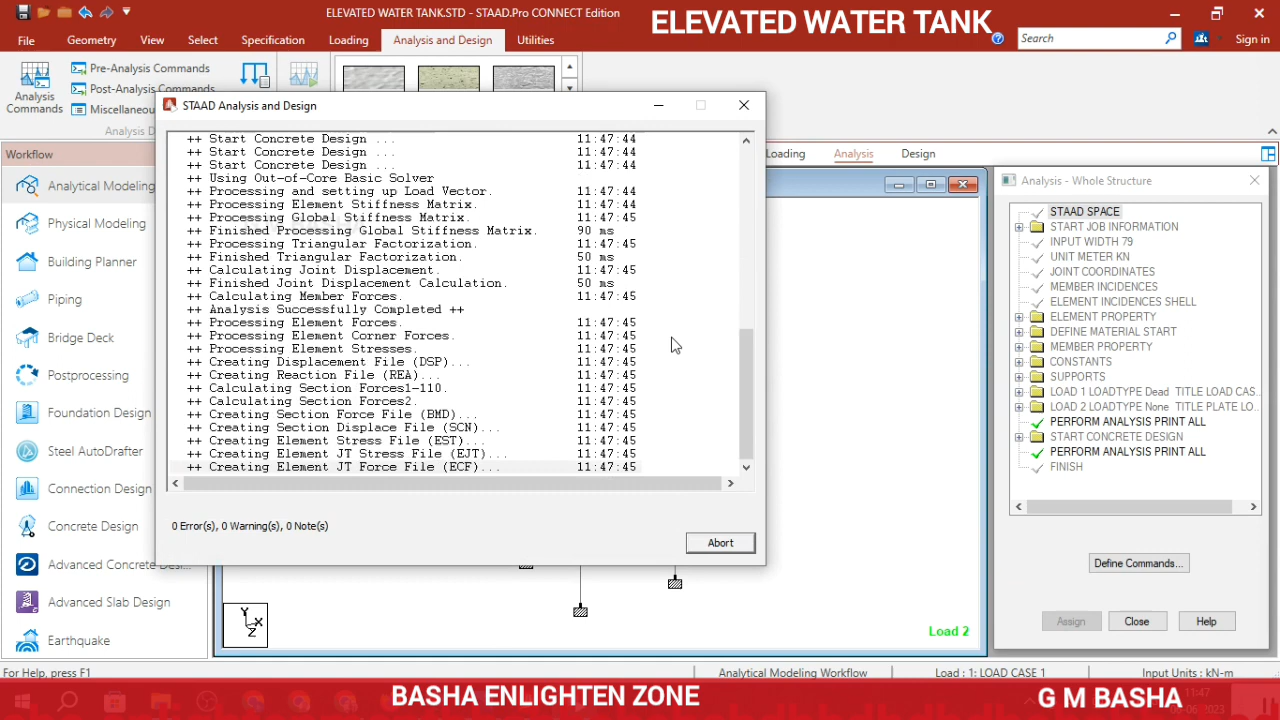 ELEVATED WATER TANK.STD - STAAD.Pro CONNECT Edition
ELEVATED WATER TANK
File Geometry View Select Specification Loading Analysis and Design Utilities
Search
Sign in
Analysis Commands
Pre-Analysis Commands
Post-Analysis Commands
Miscellaneou
Analysis D
STAAD Analysis and Design
Workflow
Loading Analysis Design
Analytical Modeling
Physical Modeling
Building Planner
Piping
Bridge Deck
Postprocessing
Foundation Design
Steel AutoDrafter
Connection Design
Concrete Design
Advanced Concrete Desi...
Advanced Slab Design
Earthquake
++ Start Concrete Design ... 11:47:44
++ Start Concrete Design ... 11:47:44
++ Start Concrete Design ... 11:47:44
++ Using Out-of-Core Basic Solver
++ Processing and setting up Load Vector. 11:47:44
++ Processing Element Stiffness Matrix. 11:47:44
++ Processing Global Stiffness Matrix. 11:47:45
++ Finished Processing Global Stiffness Matrix. 90 ms
++ Processing Triangular Factorization. 11:47:45
++ Finished Triangular Factorization. 50 ms
++ Calculating Joint Displacement. 11:47:45
++ Finished Joint Displacement Calculation. 50 ms
++ Calculating Member Forces. 11:47:45
++ Analysis Successfully Completed ++
++ Processing Element Forces. 11:47:45
++ Processing Element Corner Forces. 11:47:45
++ Processing Element Stresses. 11:47:45
++ Creating Displacement File (DSP)... 11:47:45
++ Creating Reaction File (REA)... 11:47:45
++ Calculating Section Forces1-110. 11:47:45
++ Calculating Section Forces2. 11:47:45
++ Creating Section Force File (BMD)... 11:47:45
++ Creating Section Displace File (SCN)... 11:47:45
++ Creating Element Stress File (EST)... 11:47:45
++ Creating Element JT Stress File (EJT)... 11:47:45
++ Creating Element JT Force File (ECF)... 11:47:45
0 Error(s), 0 Warning(s), 0 Note(s)
Abort
Analysis - Whole Structure
STAAD SPACE
START JOB INFORMATION
INPUT WIDTH 79
UNIT METER KN
JOINT COORDINATES
MEMBER INCIDENCES
ELEMENT INCIDENCES SHELL
ELEMENT PROPERTY
DEFINE MATERIAL START
MEMBER PROPERTY
CONSTANTS
SUPPORTS
LOAD 1 LOADTYPE Dead TITLE LOAD CAS...
LOAD 2 LOADTYPE None TITLE PLATE LO...
PERFORM ANALYSIS PRINT ALL
START CONCRETE DESIGN
PERFORM ANALYSIS PRINT ALL
FINISH
Define Commands...
Assign Close Help
Y
X
Z
Load 2
For Help, press F1
Analytical Modeling Workflow
Load : 1: LOAD CASE 1
Input Units : kN-m
BASHA ENLIGHTEN ZONE
G M BASHA
11:47